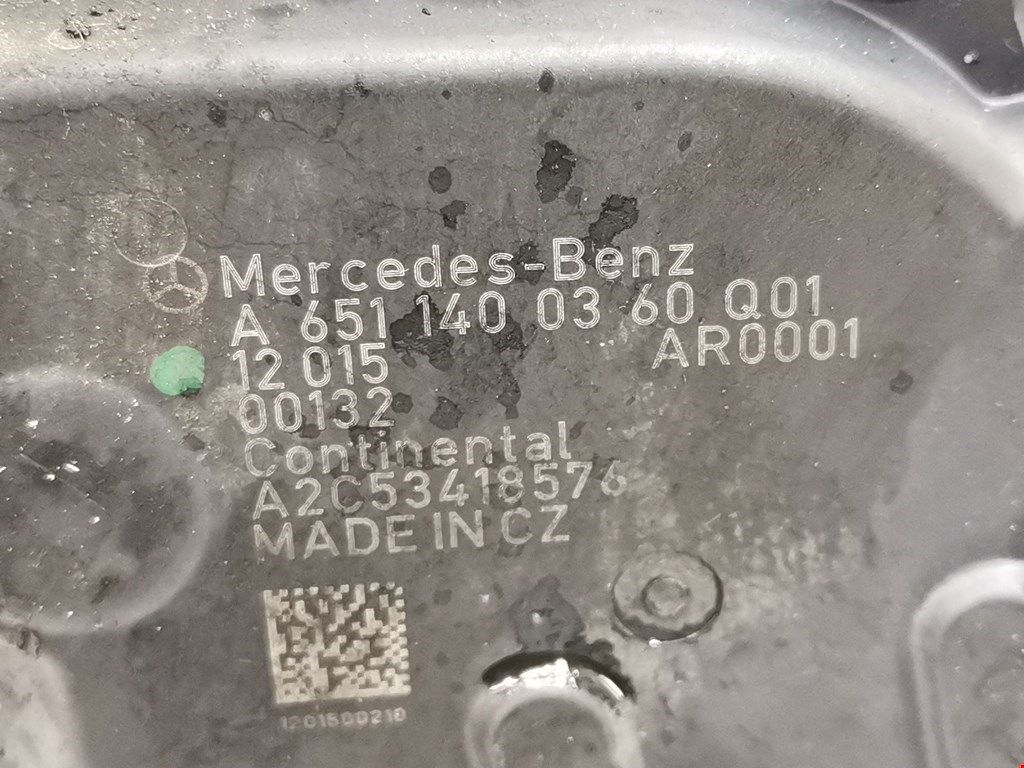 Mercedes-Benz
A 651 140 03 60 Q01
12 015 AR0001
00132
Continental
A2C53418576
MADE IN CZ